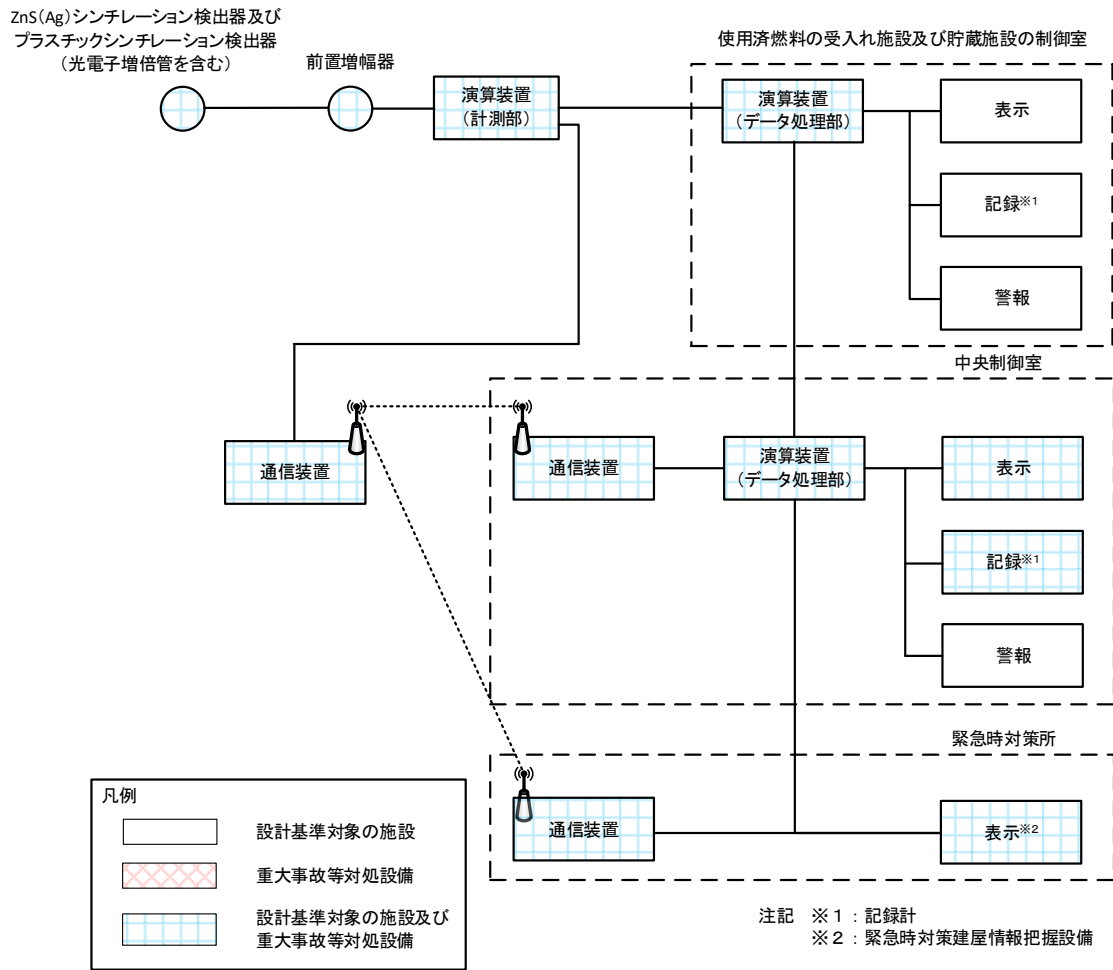 ZnS(Ag)シンチレーション検出器及び
プラスチックシンチレーション検出器
(光電子増倍管を含む)
前置増幅器
演算装置
(計測部)
使用済燃料の受入れ施設及び貯蔵施設の制御室
演算装置
(データ処理部)
表示
記録※1
警報
中央制御室
通信装置
通信装置
演算装置
(データ処理部)
表示
記録※1
警報
緊急時対策所
通信装置
表示※2
凡例
設計基準対象の施設
重大事故等対処設備
設計基準対象の施設及び
重大事故等対処設備
注記 ※1:記録計
※2:緊急時対策建屋情報把握設備